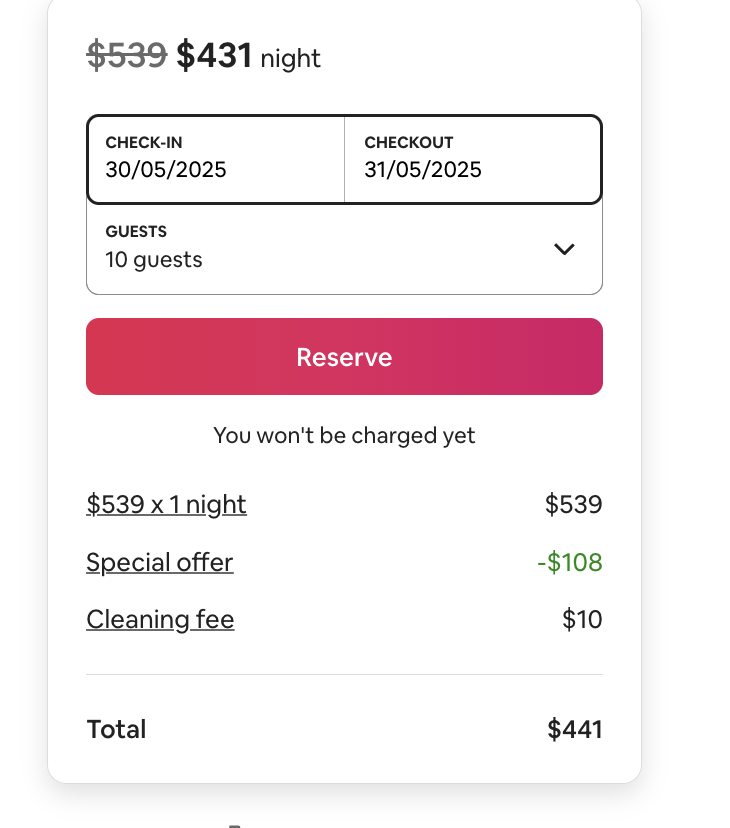 $539 $431 night
CHECK-IN
30/05/2025
CHECKOUT
31/05/2025
GUESTS
10 guests
Reserve
You won't be charged yet
$539 x 1 night $539
Special offer -$108
Cleaning fee $10
Total $441